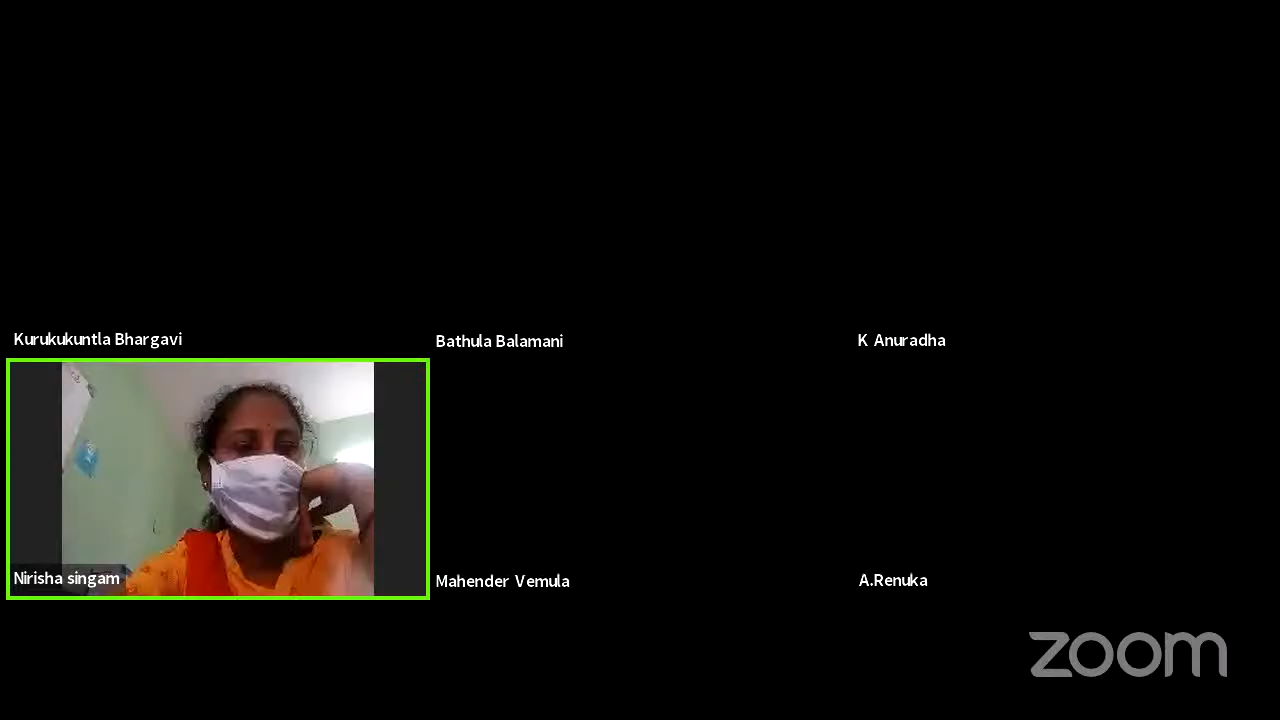 Kurukukuntla Bhargavi
Bathula Balamani
K Anuradha
Nirisha singam
Mahender Vemula
A.Renuka
zoom